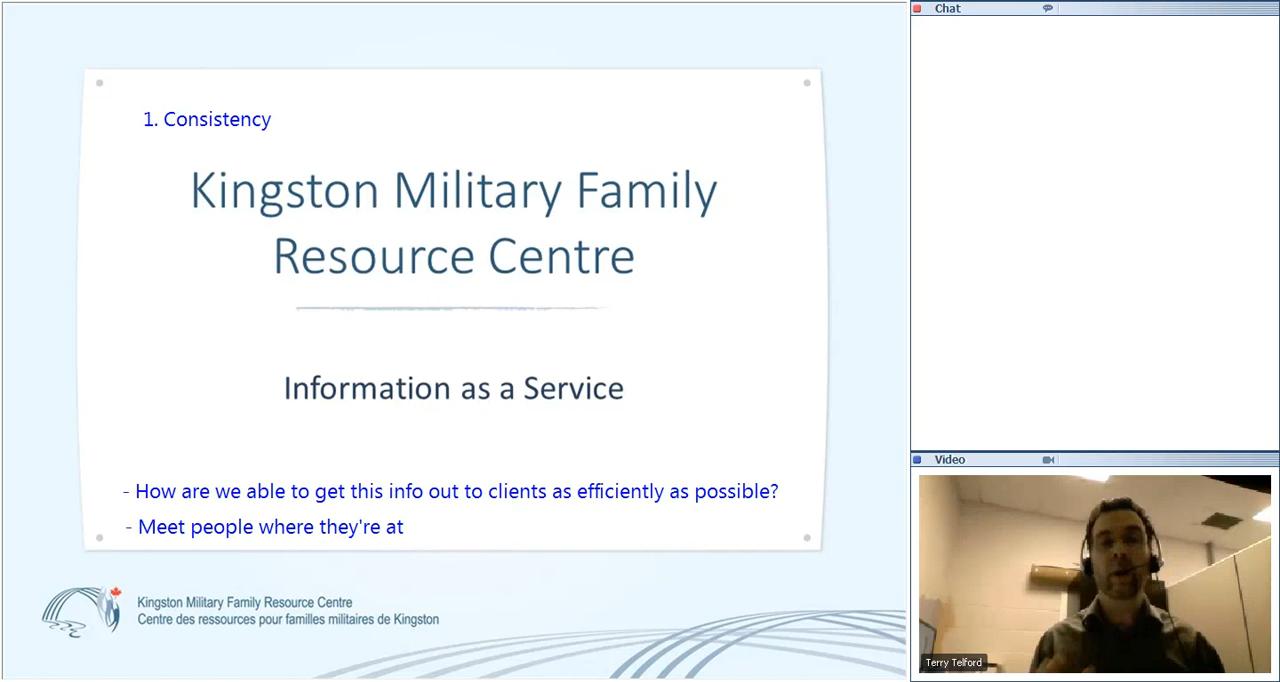 1. Consistency
Kingston Military Family
Resource Centre
Information as a Service
- How are we able to get this info out to clients as efficiently as possible?
- Meet people where they're at
Kingston Military Family Resource Centre
Centre des ressources pour familles militaires de Kingston
Chat
Video
Terry Telford